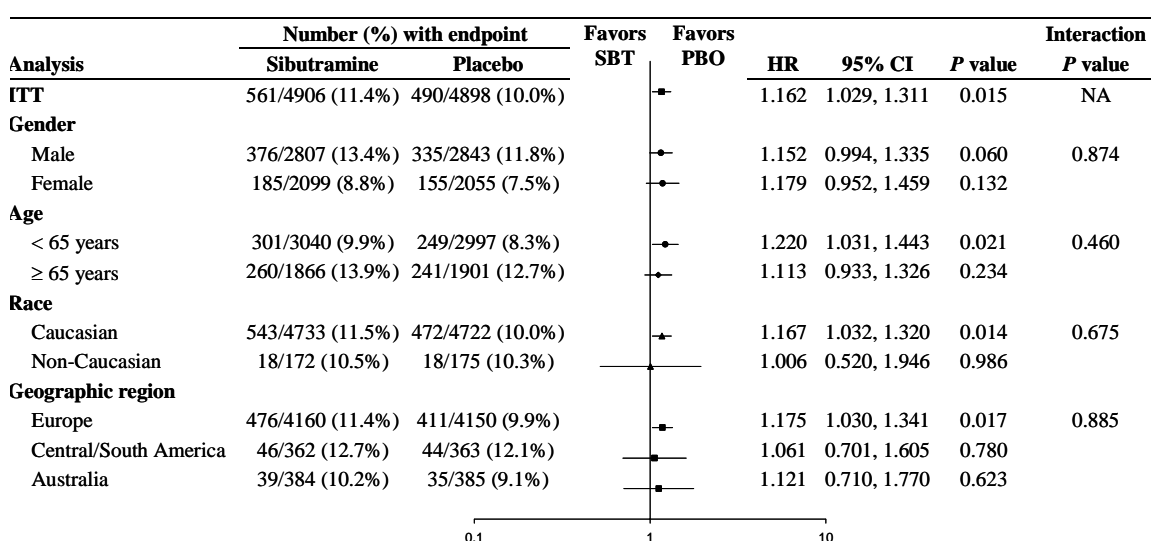 Number (%) with endpoint Favors Favors Interaction
Analysis Sibutramine Placebo SBT PBO HR 95% CI P value P value
ITT 561/4906 (11.4%) 490/4898 (10.0%) 1.162 1.029, 1.311 0.015 NA
Gender
Male 376/2807 (13.4%) 335/2843 (11.8%) 1.152 0.994, 1.335 0.060 0.874
Female 185/2099 (8.8%) 155/2055 (7.5%) 1.179 0.952, 1.459 0.132
Age
< 65 years 301/3040 (9.9%) 249/2997 (8.3%) 1.220 1.031, 1.443 0.021 0.460
≥ 65 years 260/1866 (13.9%) 241/1901 (12.7%) 1.113 0.933, 1.326 0.234
Race
Caucasian 543/4733 (11.5%) 472/4722 (10.0%) 1.167 1.032, 1.320 0.014 0.675
Non-Caucasian 18/172 (10.5%) 18/175 (10.3%) 1.006 0.520, 1.946 0.986
Geographic region
Europe 476/4160 (11.4%) 411/4150 (9.9%) 1.175 1.030, 1.341 0.017 0.885
Central/South America 46/362 (12.7%) 44/363 (12.1%) 1.061 0.701, 1.605 0.780
Australia 39/384 (10.2%) 35/385 (9.1%) 1.121 0.710, 1.770 0.623
0.1 1 10